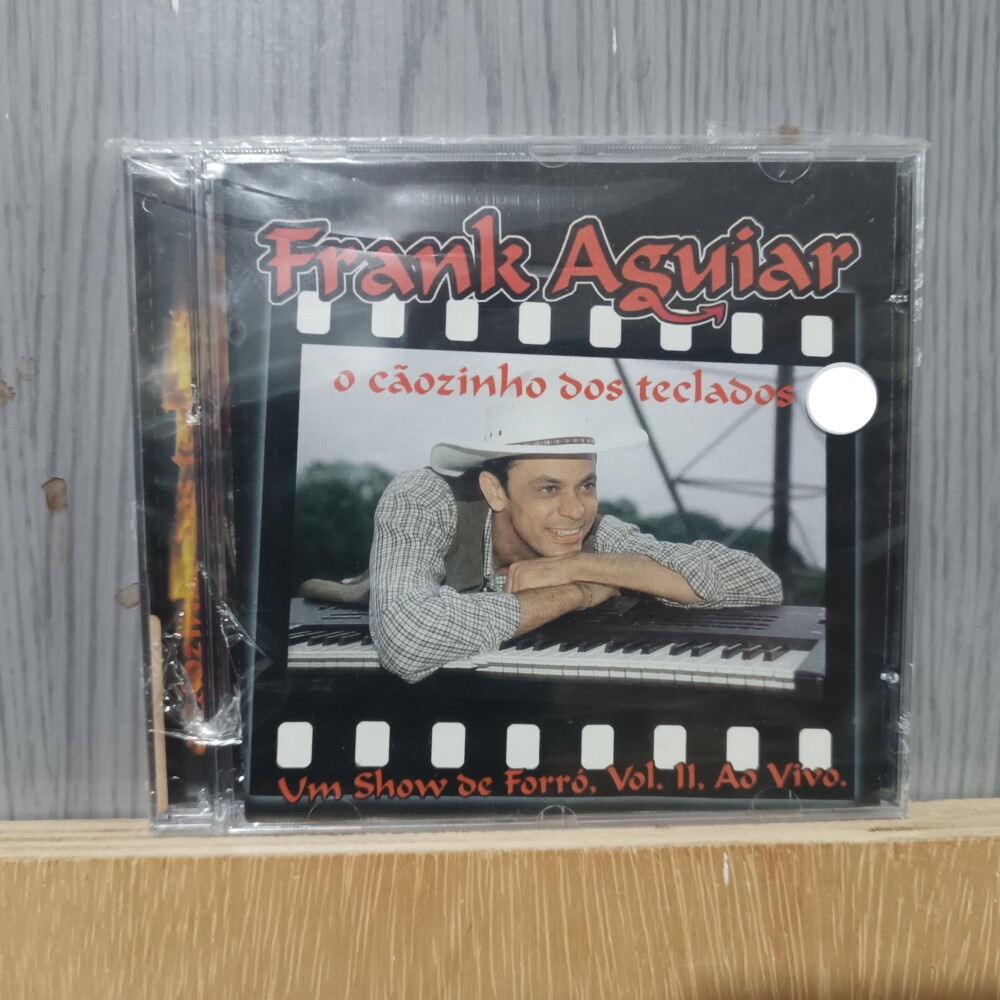 Frank Aguiar
o cãozinho dos teclados
Um Show de Forró, Vol. II, Ao Vivo.